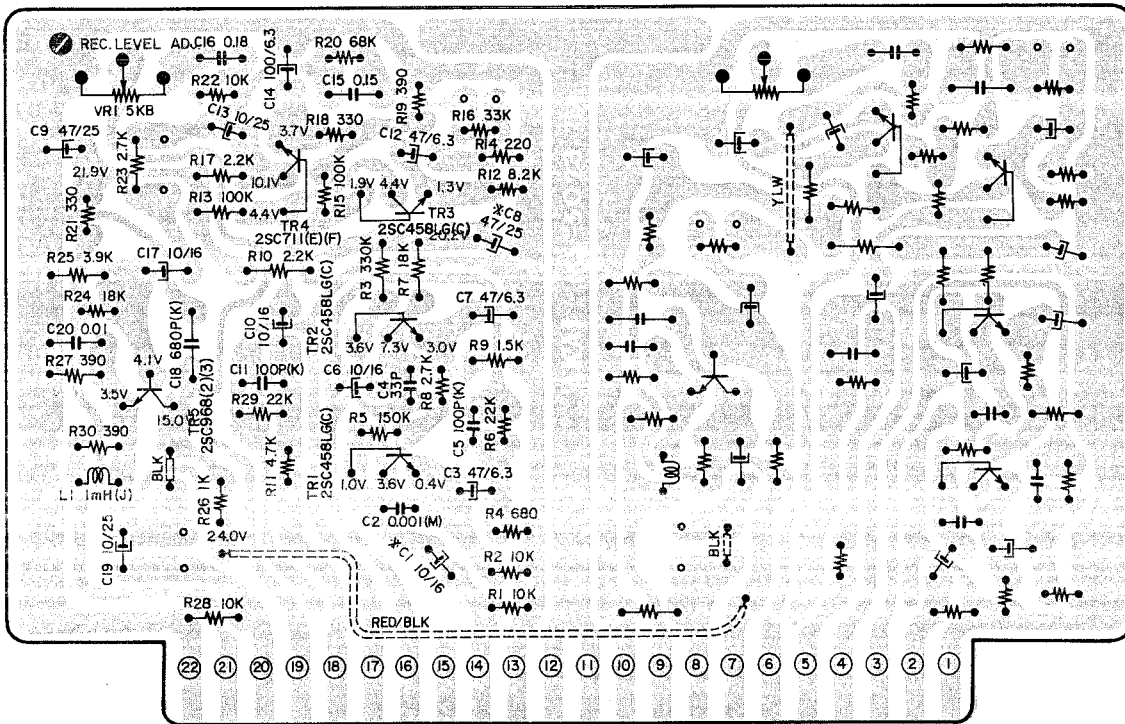 REC. LEVEL ADJ.
C16 0.18
C14 100/6.3
R20 68K
R22 10K
C15 0.15
R19 390
VR1 5KB
C13 10/25
R16 33K
C9 47/25
R23 2.7K
3.7V
R18 330
C12 47/6.3
R14 220
21.9V
R17 2.2K
10.1V
R15 100K
1.9V
4.4V
1.3V
R12 8.2K
R21 330
R13 100K
4.4V
TR4
2SC711(E)(F)
TR3
2SC458LG(C)
※C8
47/25
20.2V
YLW
C17 10/16
R25 3.9K
R10 2.2K
R3 330K
R7 18K
R24 18K
C10
10/16
TR2
2SC458LG(C)
C7 47/6.3
C20 0.01
C18 680P(K)
3.6V
7.3V
3.0V
R27 390
4.1V
C11 100P(K)
C6 10/16
C4
33P
R8 2.7K
R9 1.5K
3.5V
15.0V
TR5
2SC968(2)(3)
R29 22K
R5 150K
C5 100P(K)
R6 22K
R30 390
BLK
R11 4.7K
TR1
2SC458LG(C)
1.0V
3.6V
0.4V
C3 47/6.3
L1 1mH(J)
R26 1K
C2 0.001(M)
R4 680
24.0V
C19 10/25
※C1
10/16
R2 10K
BLK
R1 10K
R28 10K
RED/BLK
22 21 20 19 18 17 16 15 14 13 12 11 10 9 8 7 6 5 4 3 2 1